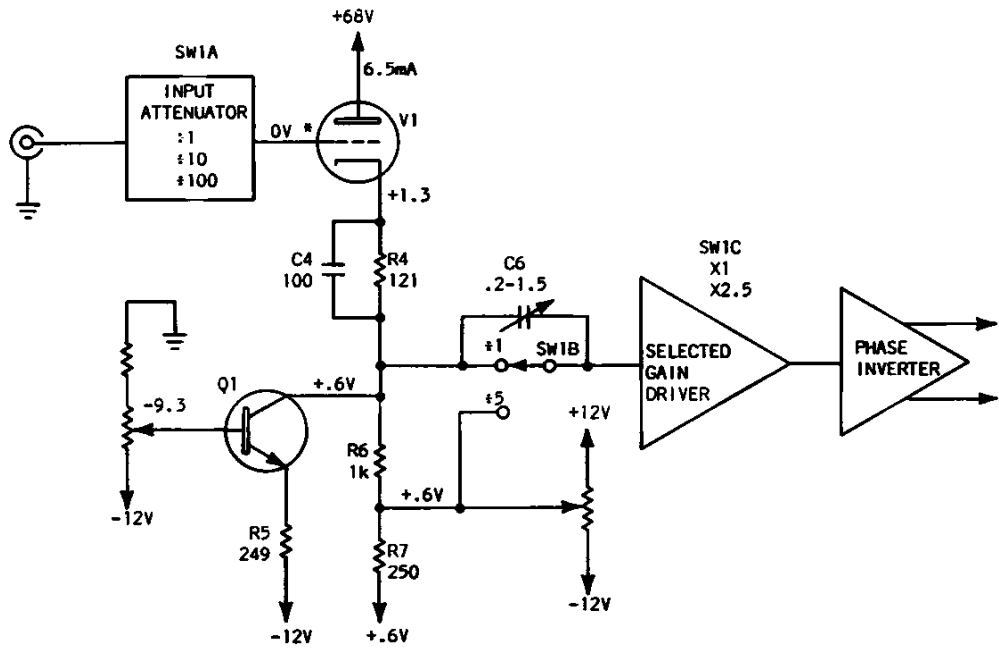 +68V
6.5mA
SW1A
INPUT
ATTENUATOR
÷1
÷10
÷100
0V *
V1
+1.3
C4
100
R4
121
C6
.2-1.5
SW1C
X1
X2.5
÷1
SW1B
SELECTED
GAIN
DRIVER
PHASE
INVERTER
Q1
+.6V
-9.3
÷5
+12V
R6
1k
+.6V
-12V
R5
249
R7
250
-12V
-12V
+.6V